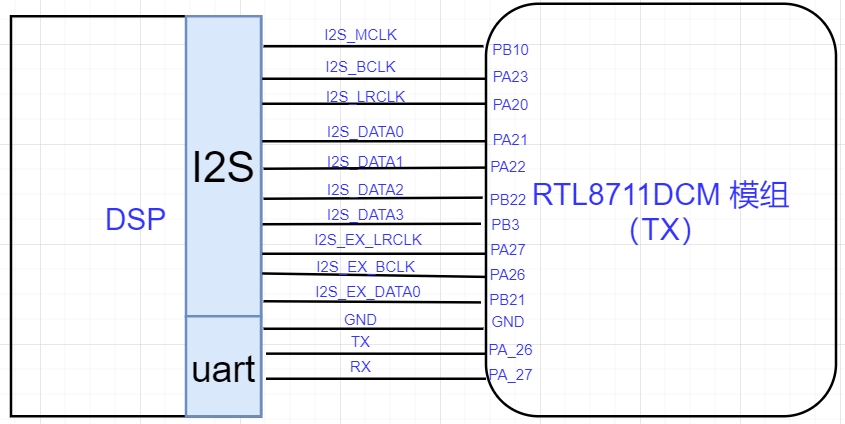 I2S_MCLK
PB10
I2S_BCLK
PA23
I2S_LRCLK
PA20
I2S_DATA0
PA21
I2S
I2S_DATA1
PA22
I2S_DATA2
PB22
RTL8711DCM 模组
（TX）
DSP
I2S_DATA3
PB3
I2S_EX_LRCLK
PA27
I2S_EX_BCLK
PA26
I2S_EX_DATA0
PB21
GND
GND
TX
PA_26
uart
RX
PA_27